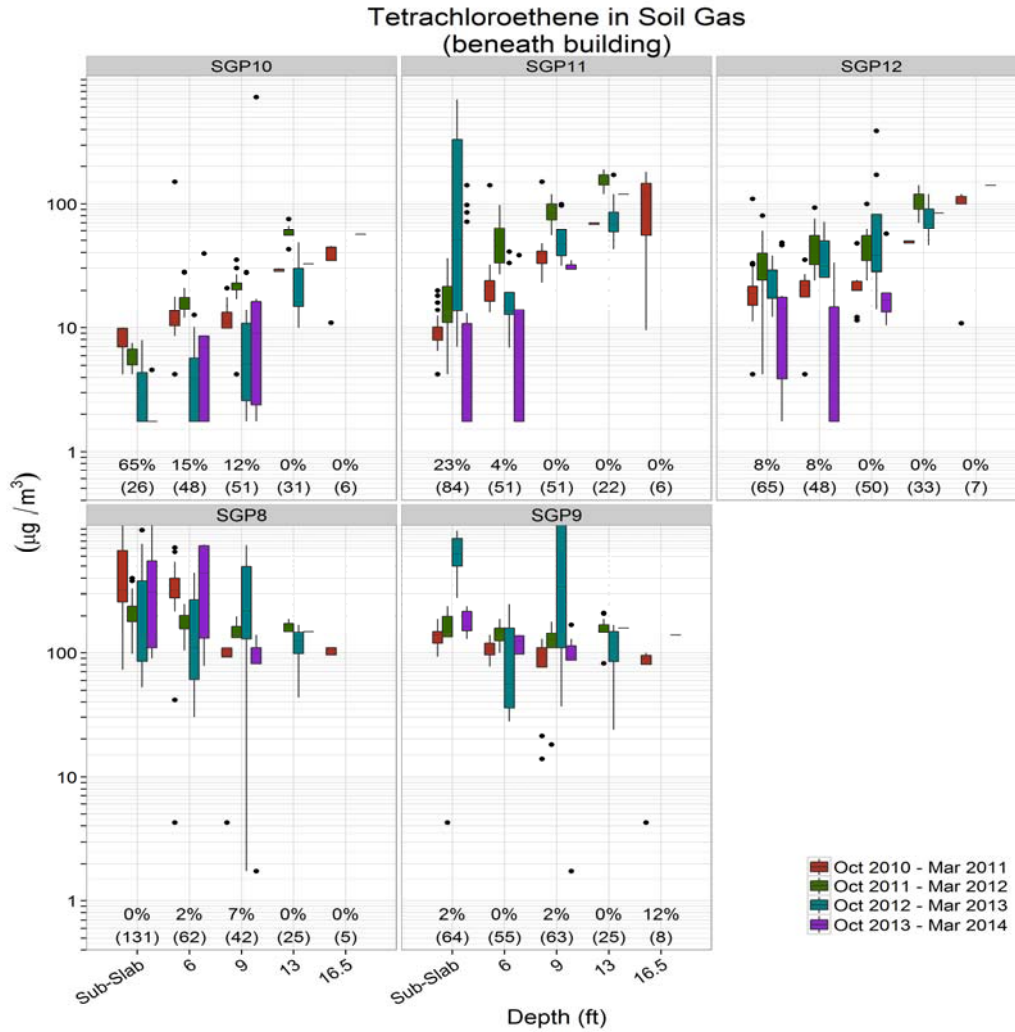 Tetrachloroethene in Soil Gas
(beneath building)
SGP10 SGP11 SGP12
100
10
1
65% 15% 12% 0% 0% 23% 4% 0% 0% 0% 8% 8% 0% 0% 0%
(26) (48) (51) (31) (6) (84) (51) (51) (22) (6) (65) (48) (50) (33) (7)
(µg /m³)
SGP8 SGP9
100
10
1
0% 2% 7% 0% 0% 2% 0% 2% 0% 12%
(131) (62) (42) (25) (5) (64) (55) (63) (25) (8)
Sub-Slab 6 9 13 16.5 Sub-Slab 6 9 13 16.5
Depth (ft)
Oct 2010 - Mar 2011
Oct 2011 - Mar 2012
Oct 2012 - Mar 2013
Oct 2013 - Mar 2014